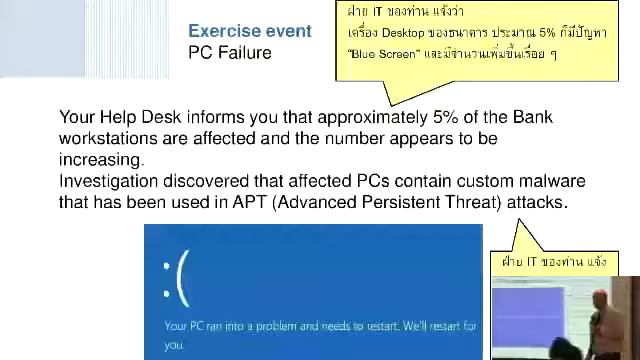 Exercise event
PC Failure
ฝ่าย IT ของท่าน แจ้งว่า
เครื่อง Desktop ของธนาคาร ประมาณ 5% ก็มีปัญหา
"Blue Screen" และมีจำนวนเพิ่มขึ้นเรื่อย ๆ
Your Help Desk informs you that approximately 5% of the Bank
workstations are affected and the number appears to be
increasing.
Investigation discovered that affected PCs contain custom malware
that has been used in APT (Advanced Persistent Threat) attacks.
ฝ่าย IT ของท่าน แจ้ง
:(
Your PC ran into a problem and needs to restart. We'll restart for
you.